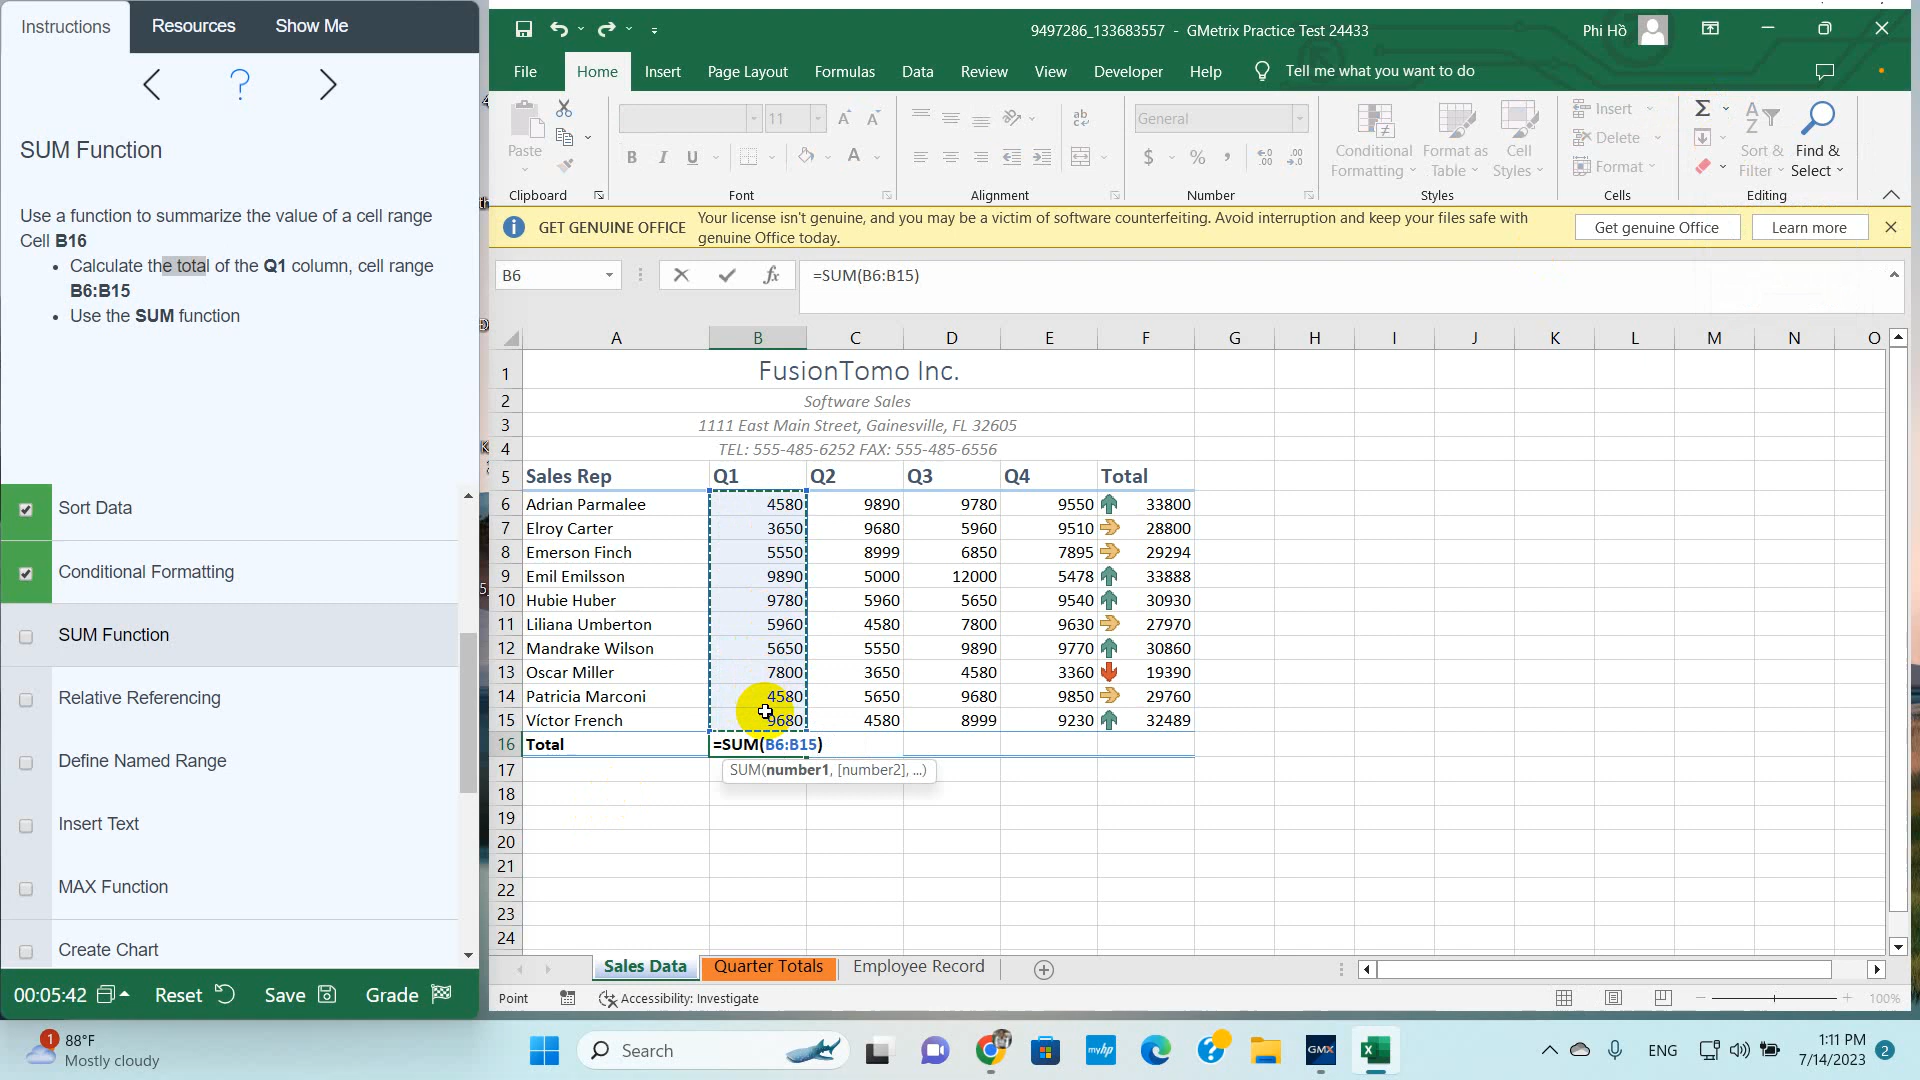 Instructions
Resources
Show Me
?
SUM Function
Use a function to summarize the value of a cell range
Cell B16
• Calculate the total of the Q1 column, cell range
B6:B15
• Use the SUM function
Sort Data
Conditional Formatting
SUM Function
Relative Referencing
Define Named Range
Insert Text
MAX Function
Create Chart
00:05:42
Reset
Save
Grade
9497286_133683557 - GMetrix Practice Test 24433
Phi Hồ
File
Home
Insert
Page Layout
Formulas
Data
Review
View
Developer
Help
Tell me what you want to do
Paste
Clipboard
11
B I U
Font
Alignment
General
Number
Conditional Formatting
Format as Table
Cell Styles
Styles
Insert
Delete
Format
Cells
Sort & Filter
Find & Select
Editing
GET GENUINE OFFICE
Your license isn't genuine, and you may be a victim of software counterfeiting. Avoid interruption and keep your files safe with
genuine Office today.
Get genuine Office
Learn more
B6
fx
=SUM(B6:B15)
A B C D E F G H I J K L M N O
1 FusionTomo Inc.
2 Software Sales
3 1111 East Main Street, Gainesville, FL 32605
4 TEL: 555-485-6252 FAX: 555-485-6556
5 Sales Rep Q1 Q2 Q3 Q4 Total
6 Adrian Parmalee 4580 9890 9780 9550 33800
7 Elroy Carter 3650 9680 5960 9510 28800
8 Emerson Finch 5550 8999 6850 7895 29294
9 Emil Emilsson 9890 5000 12000 5478 33888
10 Hubie Huber 9780 5960 5650 9540 30930
11 Liliana Umberton 5960 4580 7800 9630 27970
12 Mandrake Wilson 5650 5550 9890 9770 30860
13 Oscar Miller 7800 3650 4580 3360 19390
14 Patricia Marconi 4580 5650 9680 9850 29760
15 Víctor French 9680 4580 8999 9230 32489
16 Total =SUM(B6:B15)
17 SUM(number1, [number2], ...)
18
19
20
21
22
23
24
Sales Data
Quarter Totals
Employee Record
Point
Accessibility: Investigate
100%
1
88°F
Mostly cloudy
Search
myhp
GMX
ENG
1:11 PM
7/14/2023
2